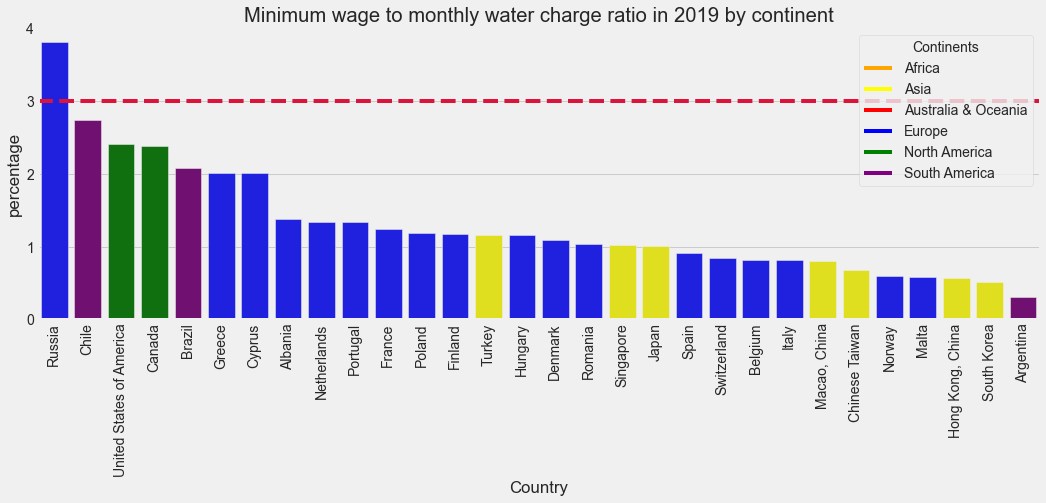 Minimum wage to monthly water charge ratio in 2019 by continent
4
3
2
1
0
percentage
Continents
Africa
Asia
Australia & Oceania
Europe
North America
South America
Russia
Chile
United States of America
Canada
Brazil
Greece
Cyprus
Albania
Netherlands
Portugal
France
Poland
Finland
Turkey
Hungary
Denmark
Romania
Singapore
Japan
Spain
Switzerland
Belgium
Italy
Macao, China
Chinese Taiwan
Norway
Malta
Hong Kong, China
South Korea
Argentina
Country